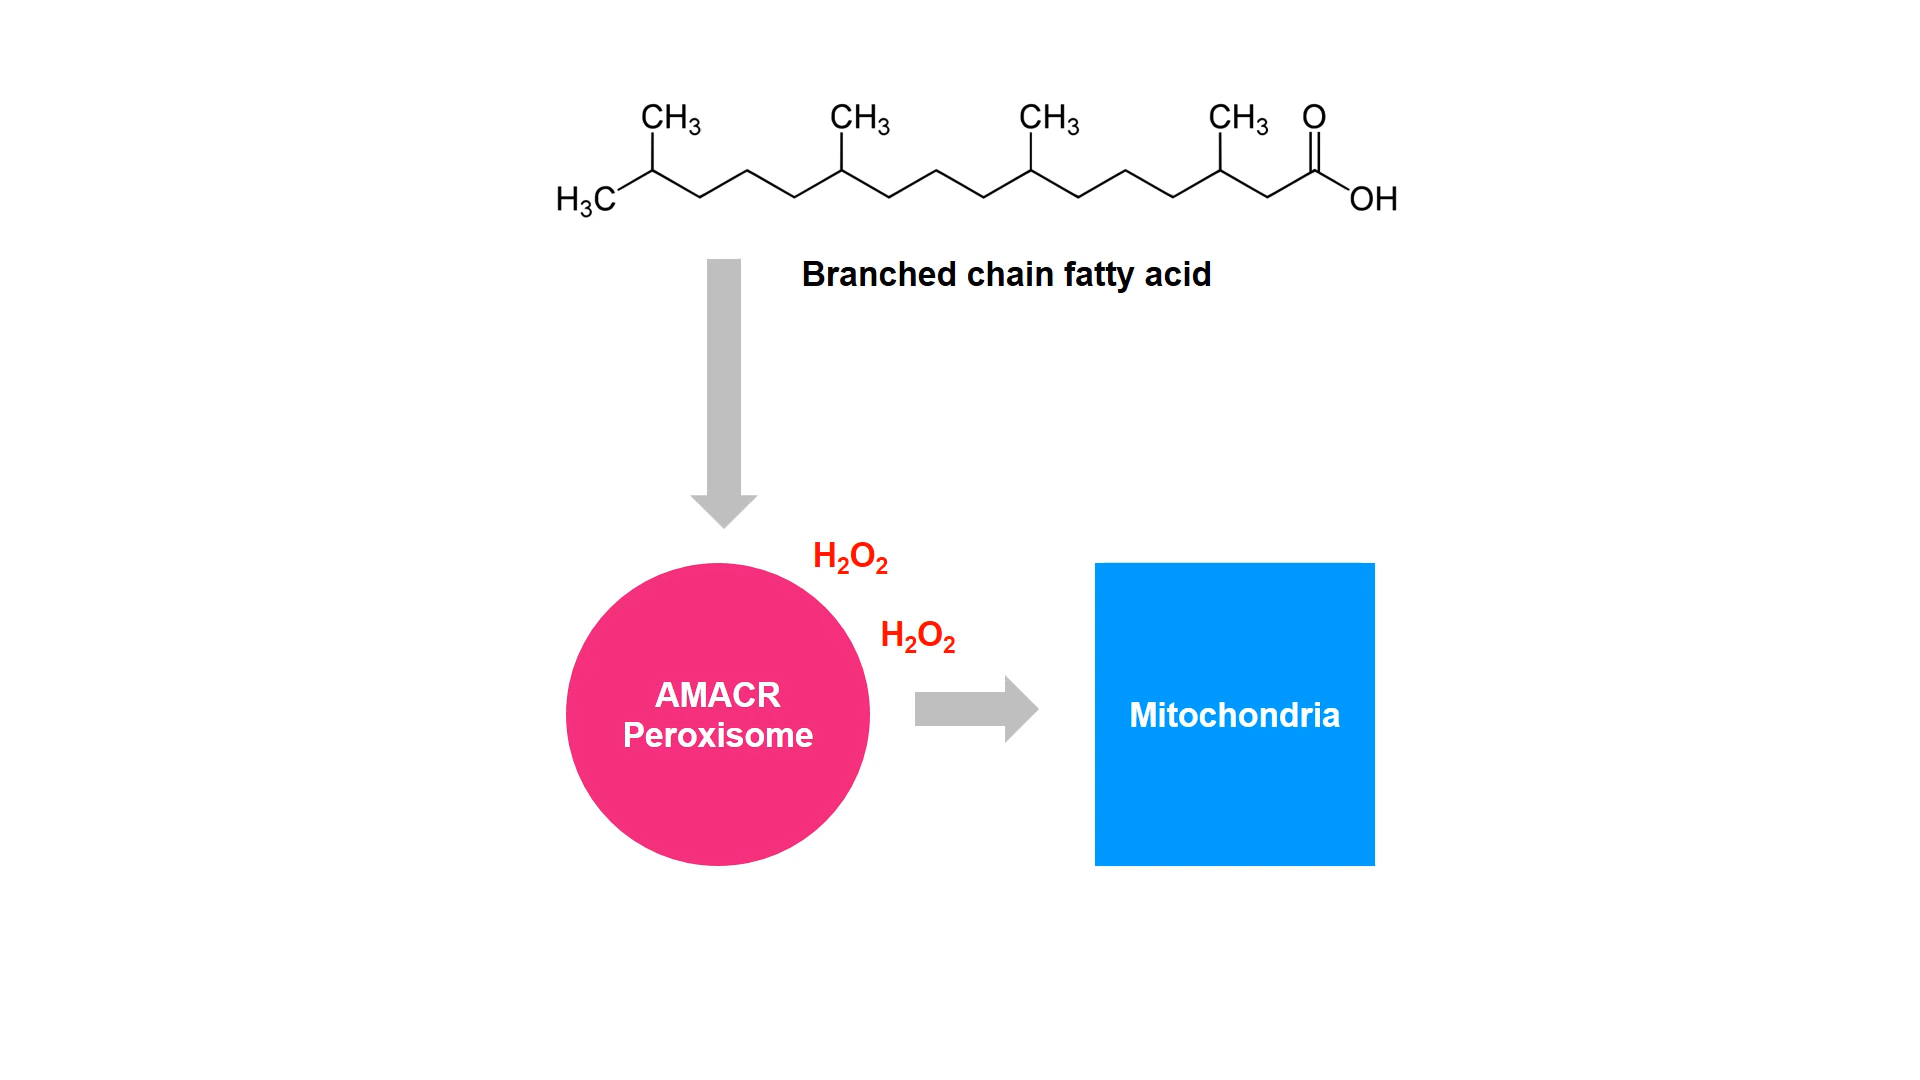 CH₃ CH₃ CH₃ CH₃ O
H₃C OH
Branched chain fatty acid
H₂O₂
H₂O₂
AMACR
Peroxisome
Mitochondria